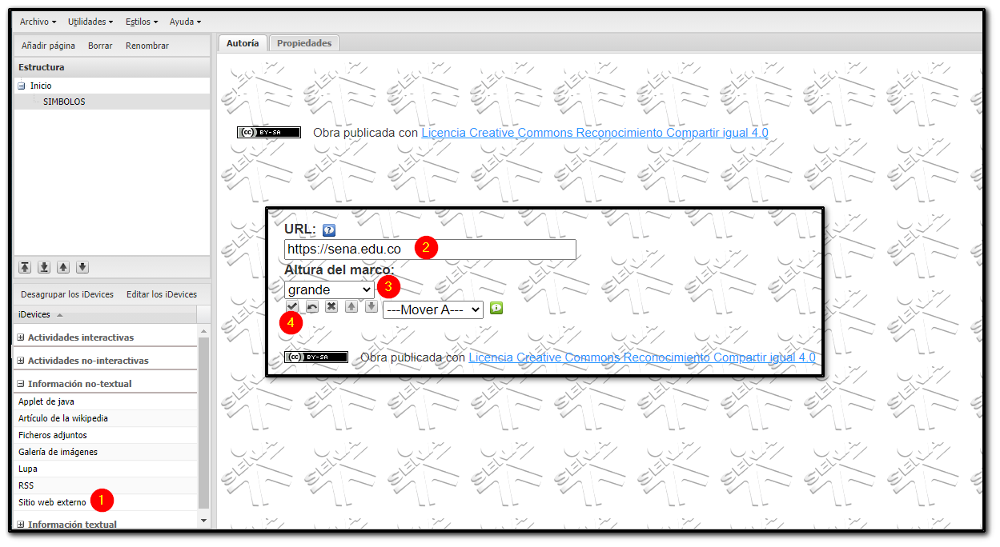 Archivo Utilidades Estilos Ayuda
Añadir página Borrar Renombrar
Estructura
Inicio
SIMBOLOS
Desagrupar los iDevices Editar los iDevices
iDevices
Actividades interactivas
Actividades no-interactivas
Información no-textual
Applet de java
Artículo de la wikipedia
Ficheros adjuntos
Galería de imágenes
Lupa
RSS
Sitio web externo 1
Información textual
Autoría Propiedades
cc BY-SA Obra publicada con Licencia Creative Commons Reconocimiento Compartir igual 4.0
URL: ?
https://sena.edu.co 2
Altura del marco:
grande 3
---Mover A---
4
cc BY-SA Obra publicada con Licencia Creative Commons Reconocimiento Compartir igual 4.0